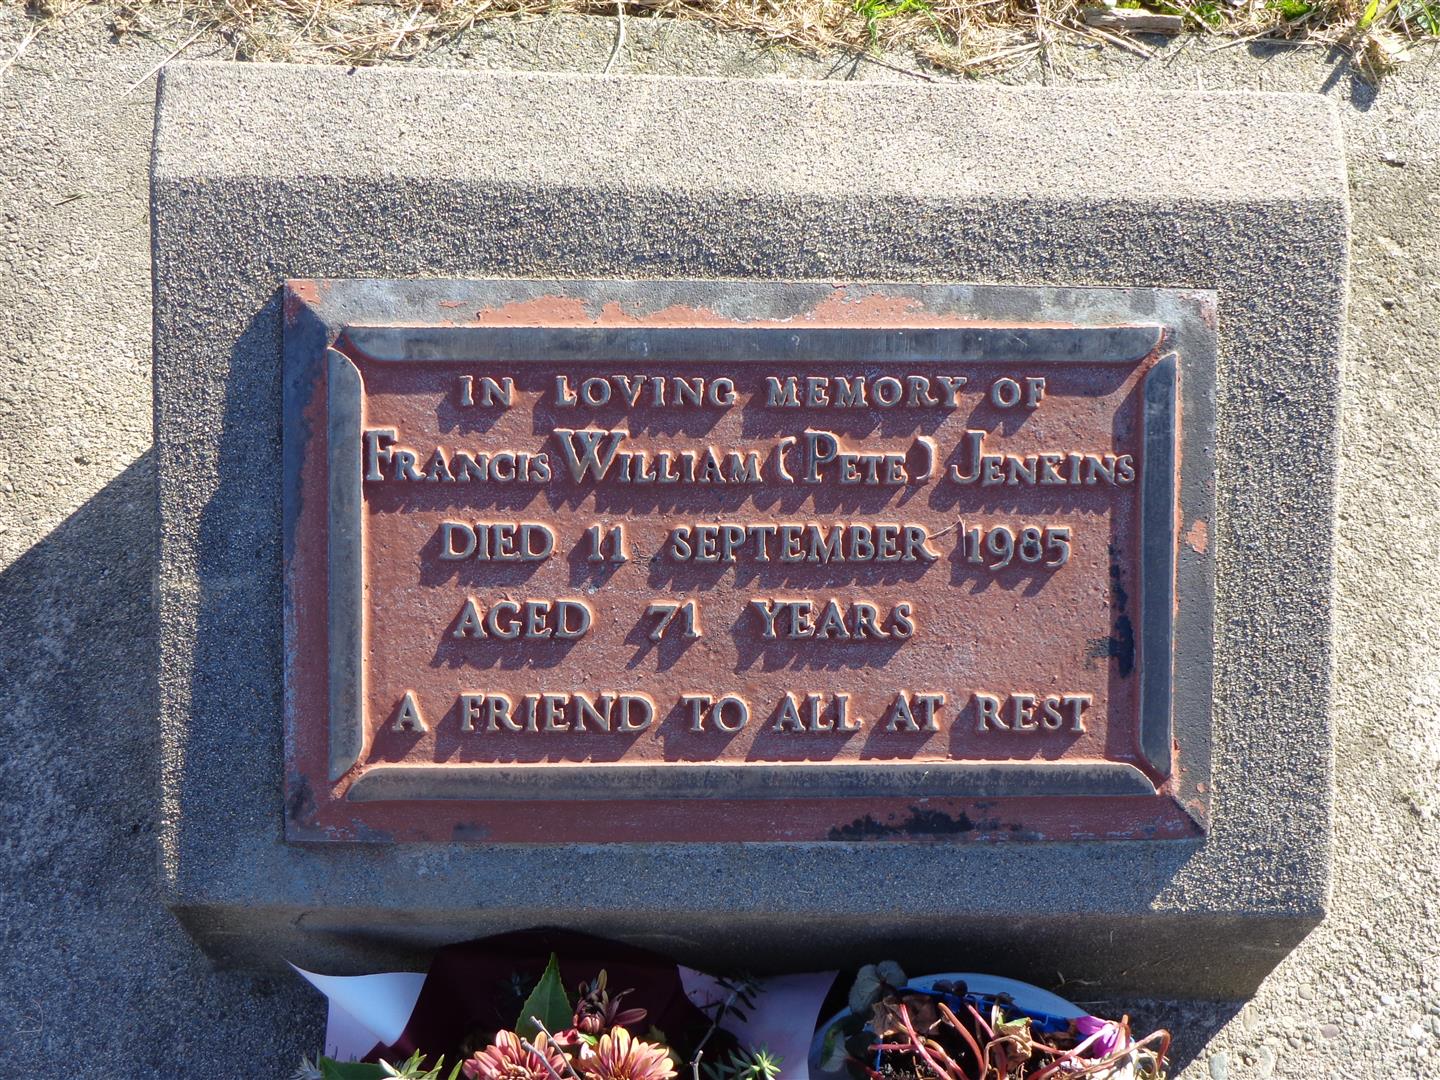 IN LOVING MEMORY OF
FRANCIS WILLIAM (PETE) JENKINS
DIED 11 SEPTEMBER 1985
AGED 71 YEARS
A FRIEND TO ALL AT REST